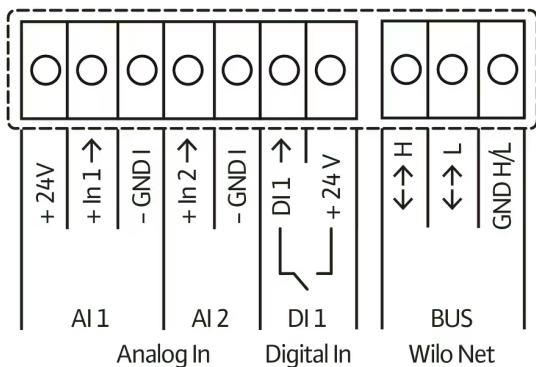 + 24V
+ In 1 →
- GND I
+ In 2 →
- GND I
DI 1 →
+ 24 V
↔ H
↔ L
GND H/L
AI 1 AI 2 DI 1 BUS
Analog In Digital In Wilo Net